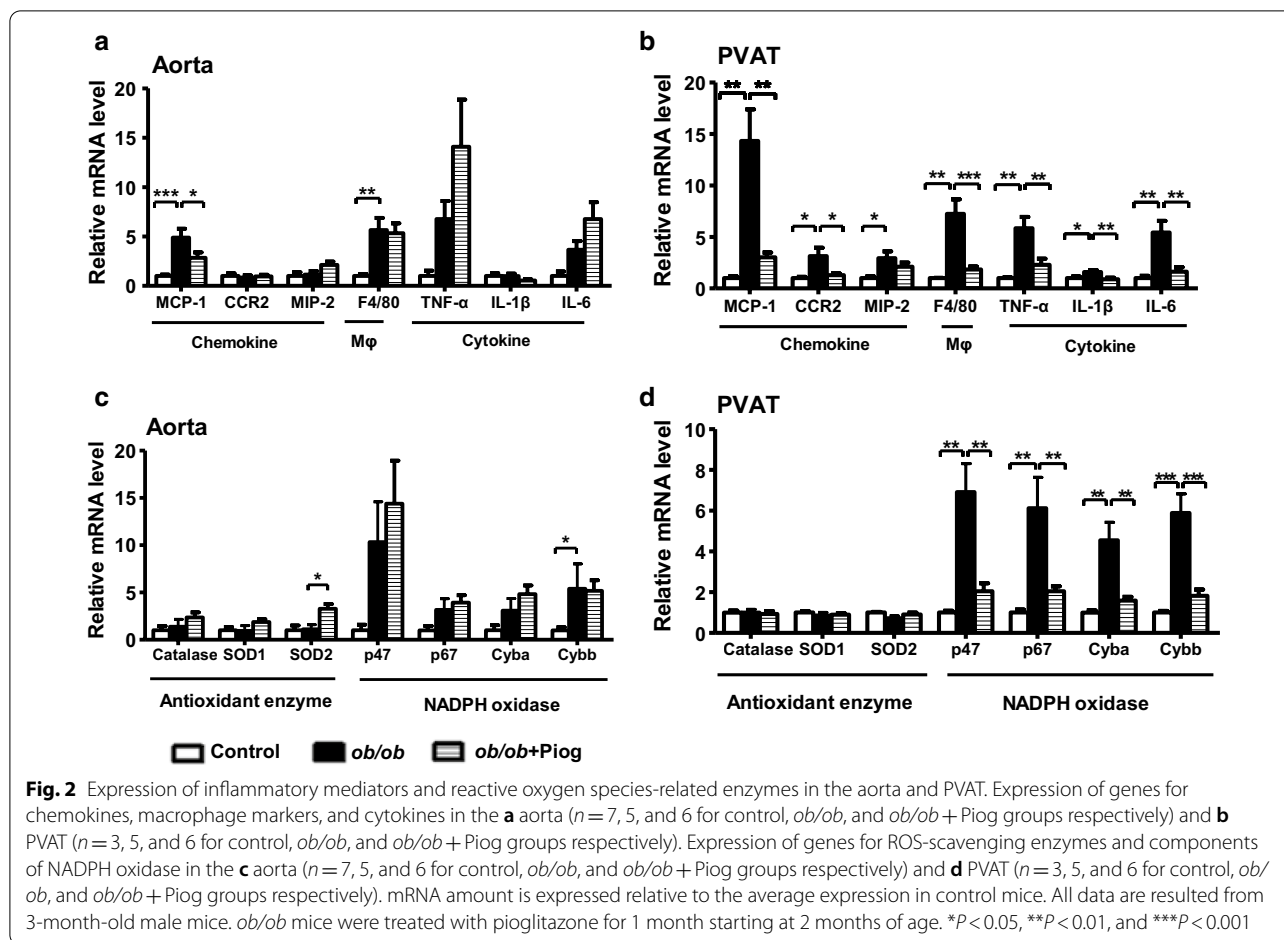 a
Aorta
Relative mRNA level
20
15
10
5
0
*** *
**
MCP-1 CCR2 MIP-2 F4/80 TNF-α IL-1β IL-6
Chemokine Mφ Cytokine
b
PVAT
20
15
10
5
0
** **
* *
*
** ***
** **
* **
** **
MCP-1 CCR2 MIP-2 F4/80 TNF-α IL-1β IL-6
Chemokine Mφ Cytokine
c
Aorta
Relative mRNA level
20
15
10
5
0
*
*
Catalase SOD1 SOD2 p47 p67 Cyba Cybb
Antioxidant enzyme NADPH oxidase
d
PVAT
Relative mRNA level
10
8
6
4
2
0
** **
** **
** **
*** ***
Catalase SOD1 SOD2 p47 p67 Cyba Cybb
Antioxidant enzyme NADPH oxidase
Control ob/ob ob/ob+Piog
Fig. 2 Expression of inflammatory mediators and reactive oxygen species-related enzymes in the aorta and PVAT. Expression of genes for
chemokines, macrophage markers, and cytokines in the a aorta (n = 7, 5, and 6 for control, ob/ob, and ob/ob + Piog groups respectively) and b
PVAT (n = 3, 5, and 6 for control, ob/ob, and ob/ob + Piog groups respectively). Expression of genes for ROS-scavenging enzymes and components
of NADPH oxidase in the c aorta (n = 7, 5, and 6 for control, ob/ob, and ob/ob + Piog groups respectively) and d PVAT (n = 3, 5, and 6 for control, ob/
ob, and ob/ob + Piog groups respectively). mRNA amount is expressed relative to the average expression in control mice. All data are resulted from
3-month-old male mice. ob/ob mice were treated with pioglitazone for 1 month starting at 2 months of age. *P < 0.05, **P < 0.01, and ***P < 0.001